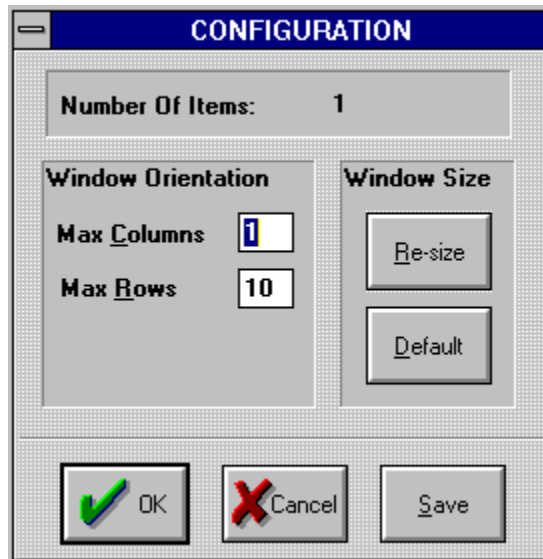 CONFIGURATION
Number Of Items: 1
Window Orientation
Max Columns 1
Max Rows 10
Window Size
Re-size
Default
OK
Cancel
Save